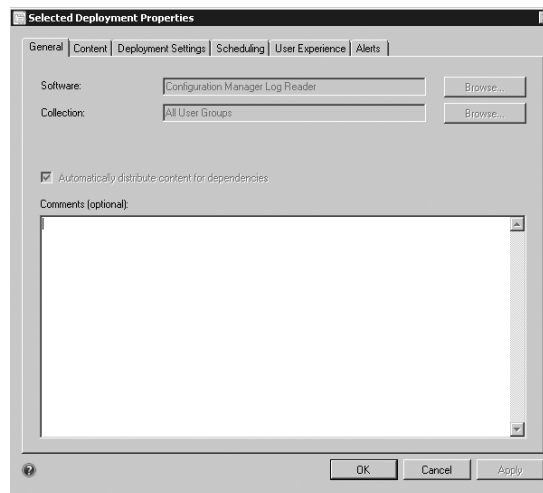 Selected Deployment Properties
General Content Deployment Settings Scheduling User Experience Alerts
Software: Configuration Manager Log Reader Browse...
Collection: All User Groups Browse...
Automatically distribute content for dependencies
Comments (optional):
OK Cancel Apply